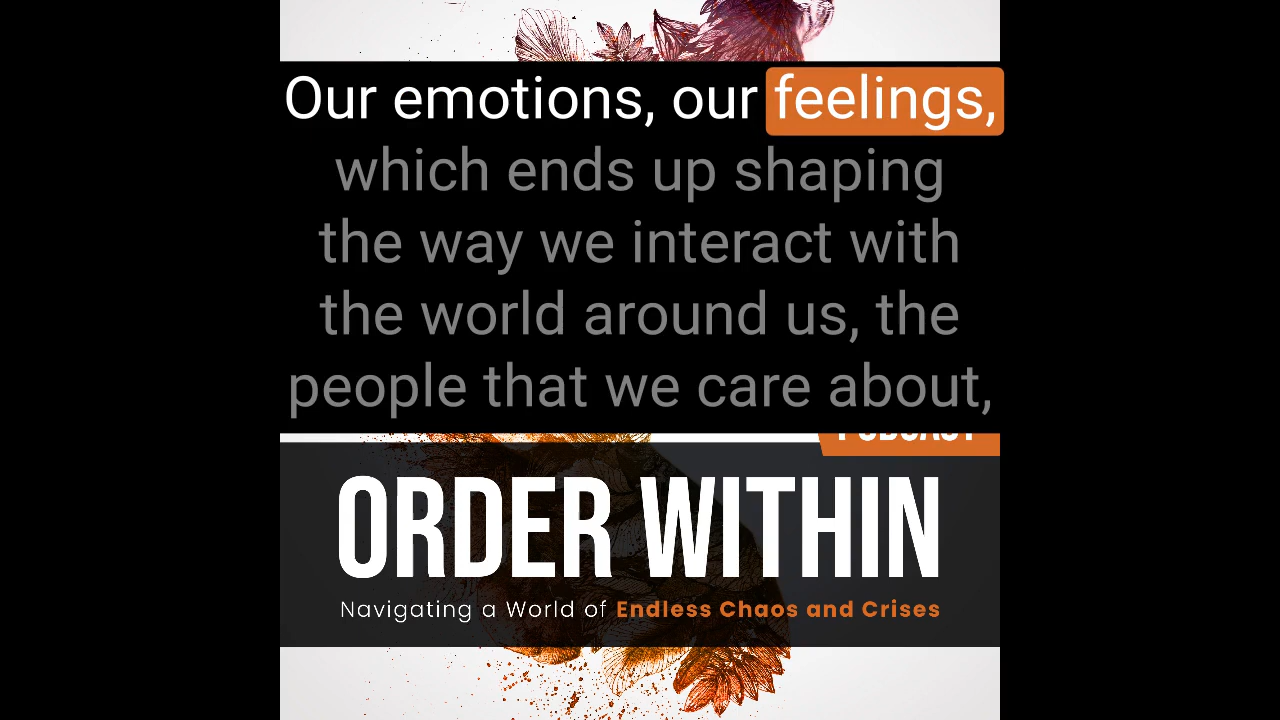 Our emotions, our feelings,
which ends up shaping
the way we interact with
the world around us, the
people that we care about,
PODCAST
ORDER WITHIN
Navigating a World of Endless Chaos and Crises